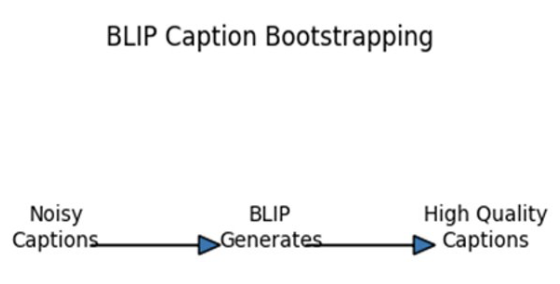 BLIP Caption Bootstrapping
Noisy
Captions
BLIP
Generates
High Quality
Captions